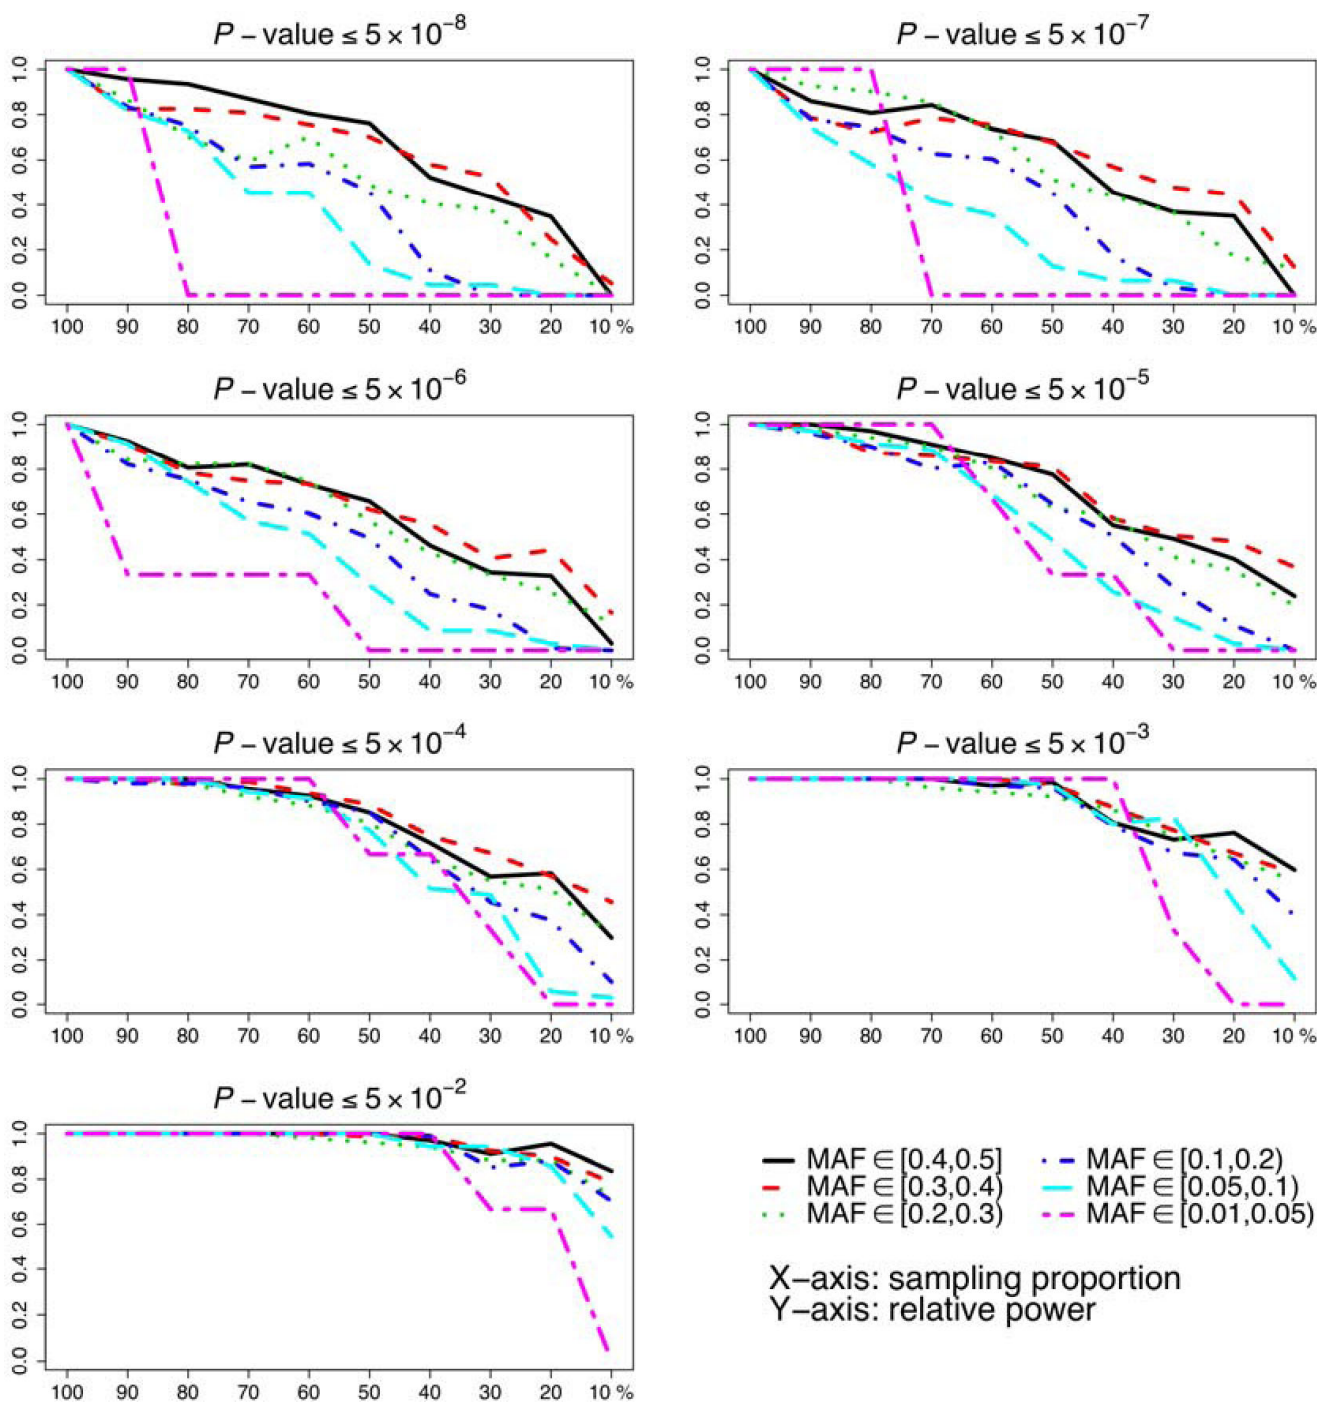 P − value ≤ 5 × 10⁻⁸
1.0
0.8
0.6
0.4
0.2
0.0
100 90 80 70 60 50 40 30 20 10 %
P − value ≤ 5 × 10⁻⁷
1.0
0.8
0.6
0.4
0.2
0.0
100 90 80 70 60 50 40 30 20 10 %
P − value ≤ 5 × 10⁻⁶
1.0
0.8
0.6
0.4
0.2
0.0
100 90 80 70 60 50 40 30 20 10 %
P − value ≤ 5 × 10⁻⁵
1.0
0.8
0.6
0.4
0.2
0.0
100 90 80 70 60 50 40 30 20 10 %
P − value ≤ 5 × 10⁻⁴
1.0
0.8
0.6
0.4
0.2
0.0
100 90 80 70 60 50 40 30 20 10 %
P − value ≤ 5 × 10⁻³
1.0
0.8
0.6
0.4
0.2
0.0
100 90 80 70 60 50 40 30 20 10 %
P − value ≤ 5 × 10⁻²
1.0
0.8
0.6
0.4
0.2
0.0
100 90 80 70 60 50 40 30 20 10 %
MAF ∈ [0.4,0.5]
MAF ∈ [0.3,0.4)
MAF ∈ [0.2,0.3)
MAF ∈ [0.1,0.2)
MAF ∈ [0.05,0.1)
MAF ∈ [0.01,0.05)
X−axis: sampling proportion
Y−axis: relative power